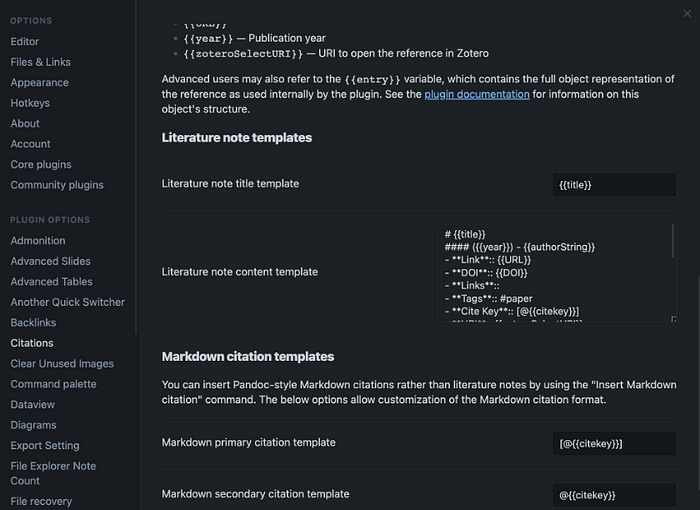 OPTIONS
Editor
Files & Links
Appearance
Hotkeys
About
Account
Core plugins
Community plugins
PLUGIN OPTIONS
Admonition
Advanced Slides
Advanced Tables
Another Quick Switcher
Backlinks
Citations
Clear Unused Images
Command palette
Dataview
Diagrams
Export Setting
File Explorer Note
Count
File recovery
{{year}} — Publication year
{{zoteroSelectURI}} — URI to open the reference in Zotero
Advanced users may also refer to the {{entry}} variable, which contains the full object representation of
the reference as used internally by the plugin. See the plugin documentation for information on this
object's structure.
Literature note templates
Literature note title template
{{title}}
Literature note content template
# {{title}}
#### ({{year}}) - {{authorString}}
- **Link**:: {{URL}}
- **DOI**:: {{DOI}}
- **Links**::
- **Tags**:: #paper
- **Cite Key**:: [@{{citekey}}]
Markdown citation templates
You can insert Pandoc-style Markdown citations rather than literature notes by using the "Insert Markdown
citation" command. The below options allow customization of the Markdown citation format.
Markdown primary citation template
[@{{citekey}}]
Markdown secondary citation template
@{{citekey}}